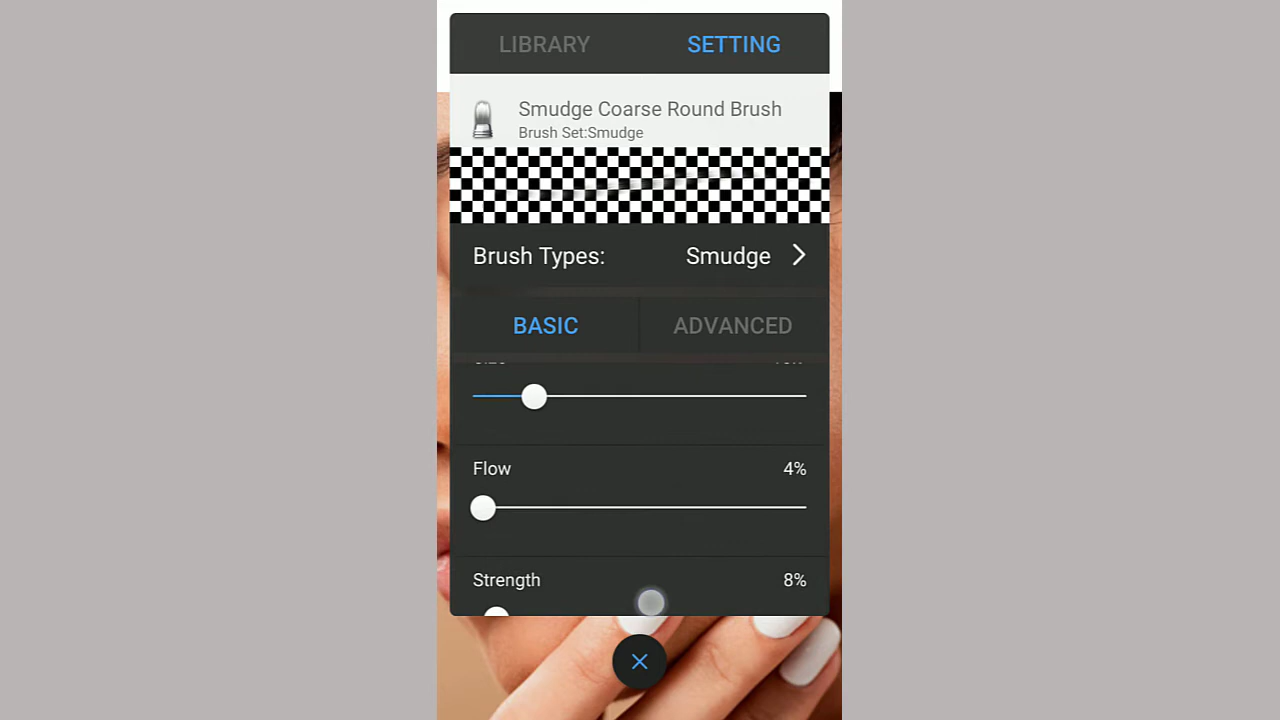 LIBRARY SETTING
Smudge Coarse Round Brush
Brush Set:Smudge
Brush Types: Smudge
BASIC ADVANCED
Flow 4%
Strength 8%